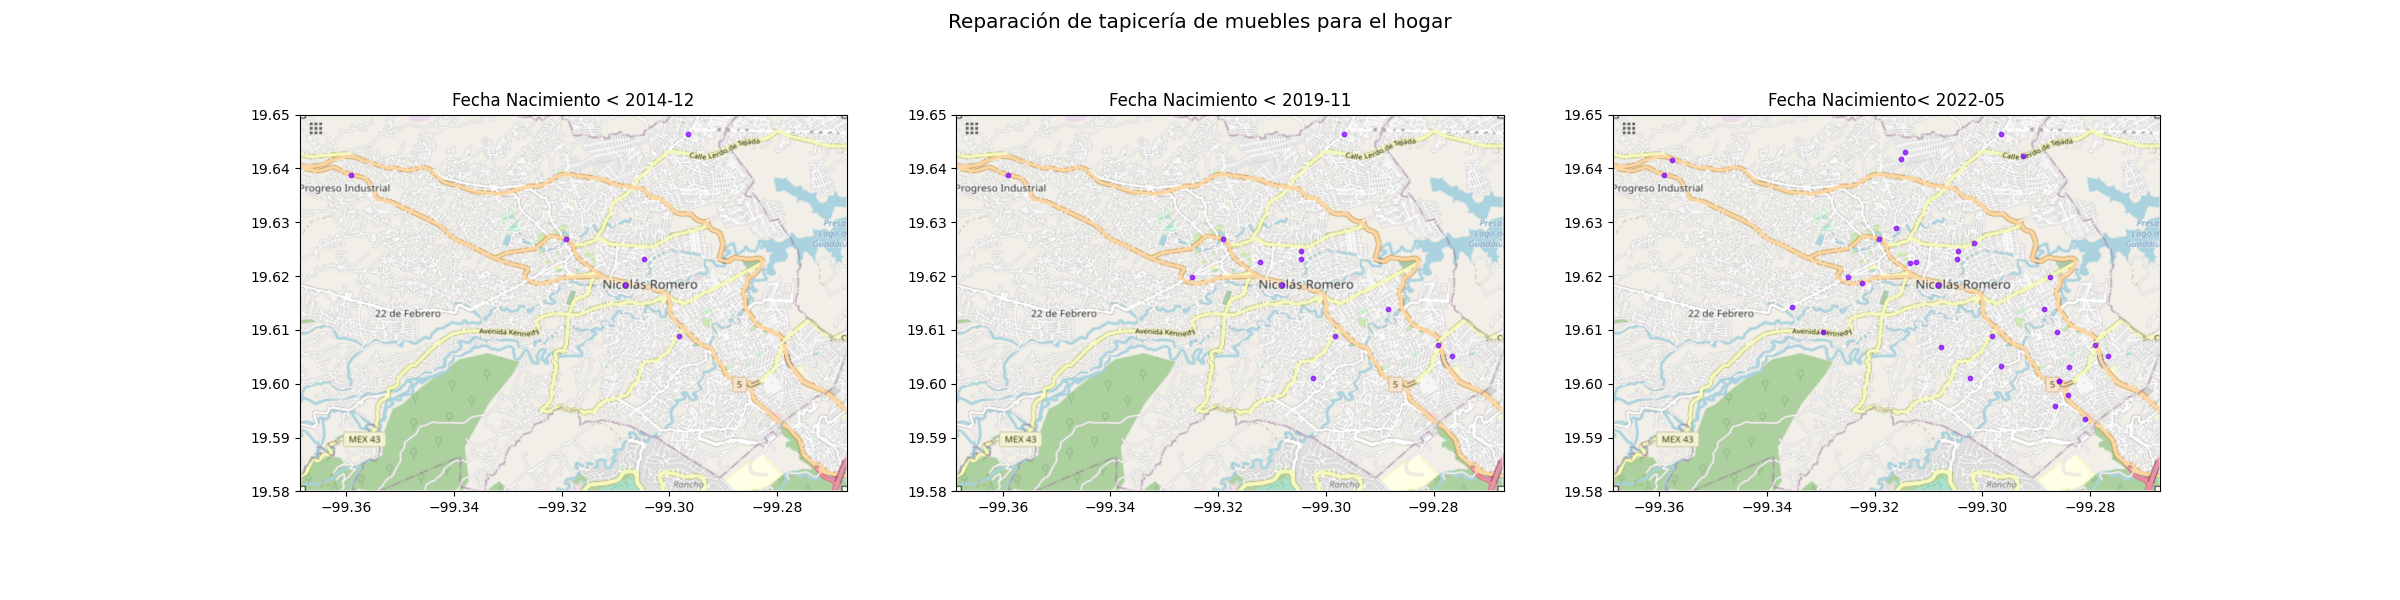 Reparación de tapicería de muebles para el hogar
Fecha Nacimiento < 2014-12
19.65
19.64
19.63
19.62
19.61
19.60
19.59
19.58
Calle Lerdo de Tejada
Progreso Industrial
Presa
Lago d
Guadalu
Nicolás Romero
22 de Febrero
Avenida Kennedy
5
MEX 43
Rancho
−99.36
−99.34
−99.32
−99.30
−99.28
Fecha Nacimiento < 2019-11
19.65
19.64
19.63
19.62
19.61
19.60
19.59
19.58
Calle Lerdo de Tejada
Progreso Industrial
Presa
Lago d
Guadalu
Nicolás Romero
22 de Febrero
Avenida Kennedy
5
MEX 43
Rancho
−99.36
−99.34
−99.32
−99.30
−99.28
Fecha Nacimiento< 2022-05
19.65
19.64
19.63
19.62
19.61
19.60
19.59
19.58
Calle Lerdo de Tejada
Progreso Industrial
Presa
Lago d
Guadalu
Nicolás Romero
22 de Febrero
Avenida Kennedy
5
MEX 43
Rancho
−99.36
−99.34
−99.32
−99.30
−99.28